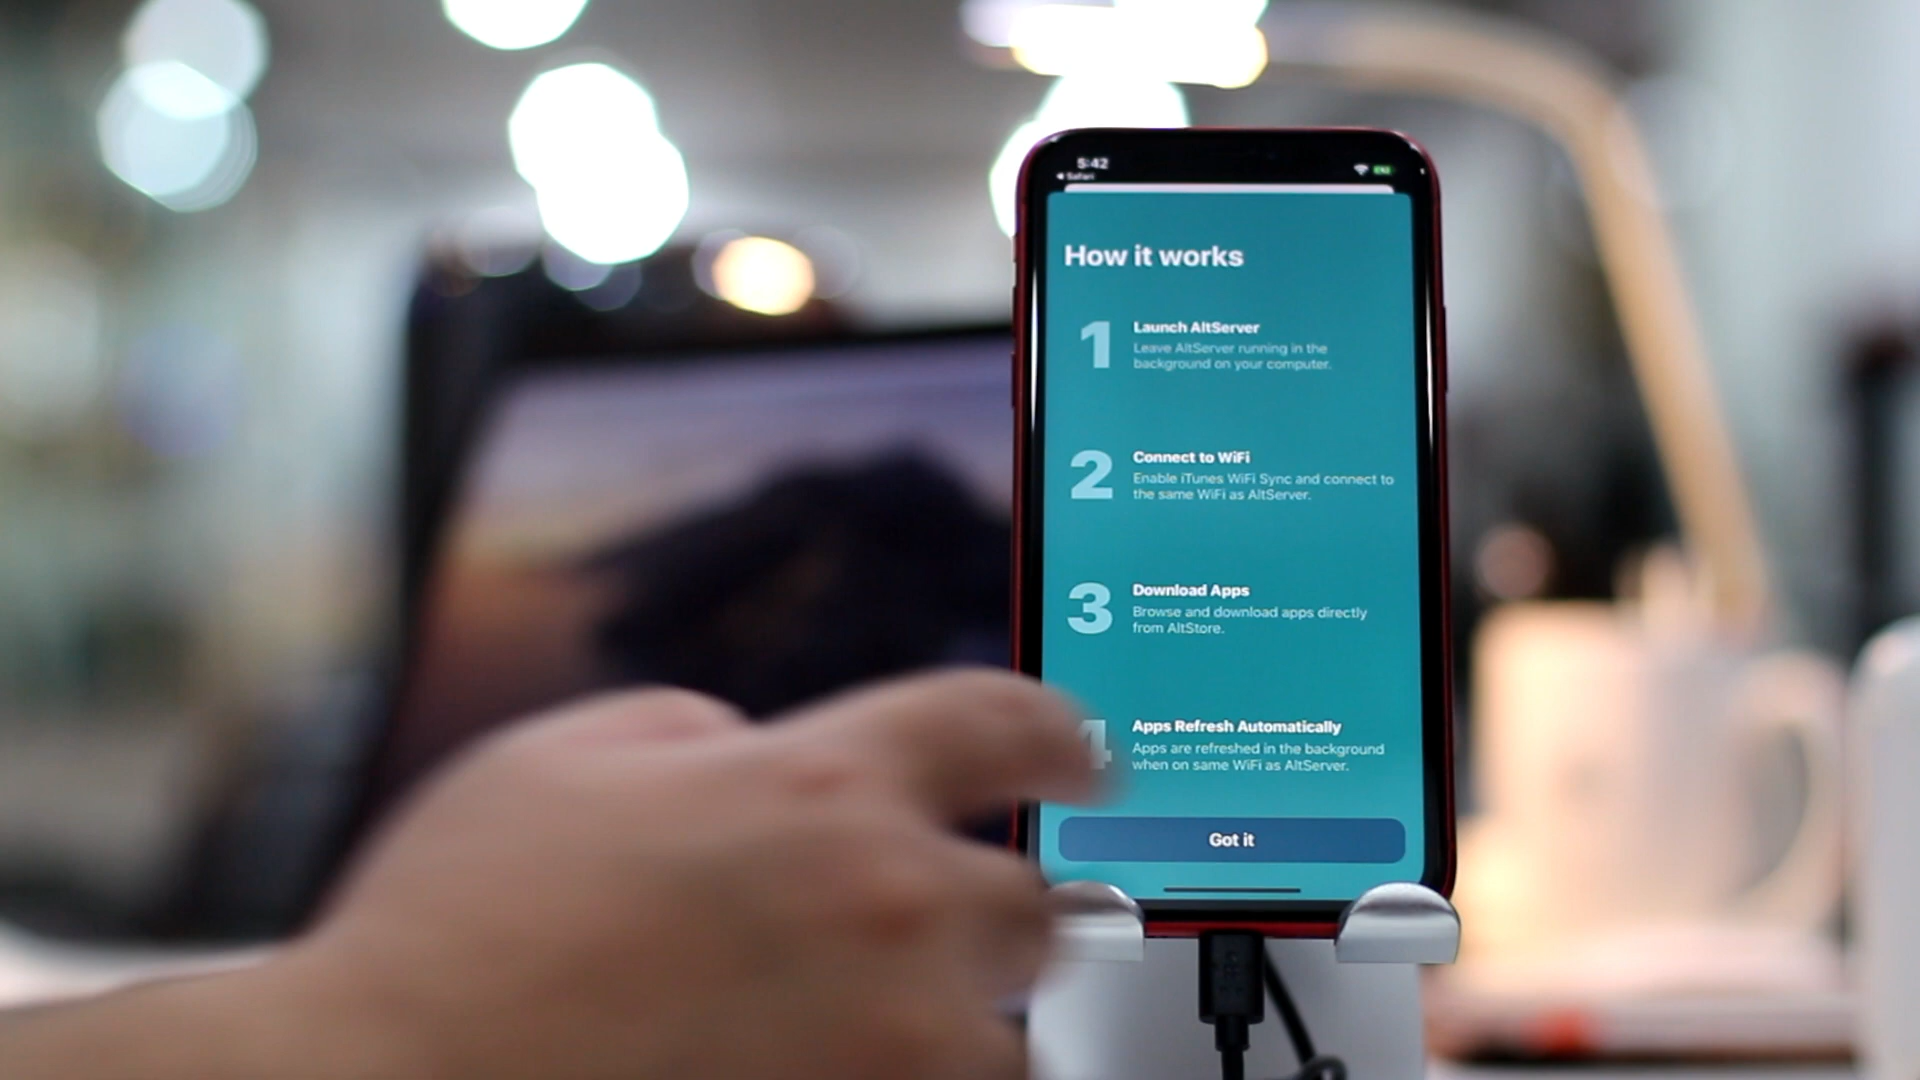 5:42
◀ Safari
How it works
1
Launch AltServer
Leave AltServer running in the
background on your computer.
2
Connect to WiFi
Enable iTunes WiFi Sync and connect to
the same WiFi as AltServer.
3
Download Apps
Browse and download apps directly
from AltStore.
4
Apps Refresh Automatically
Apps are refreshed in the background
when on same WiFi as AltServer.
Got it